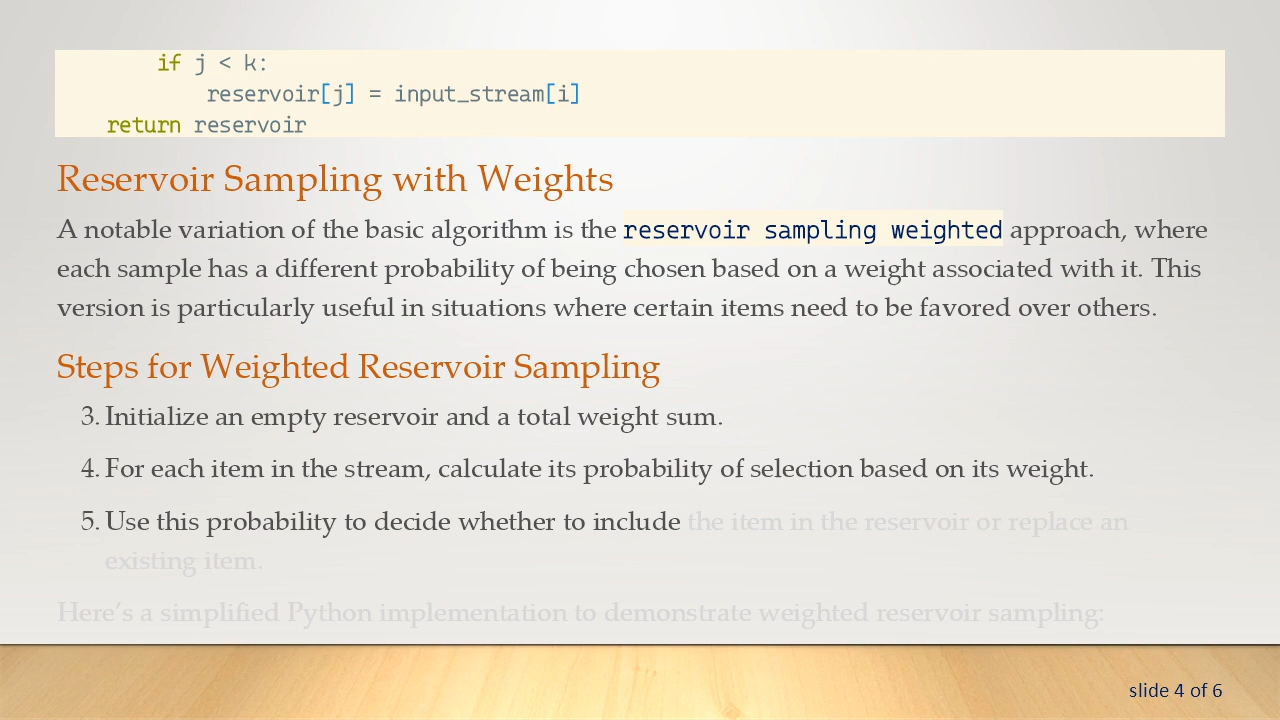 if j < k:
reservoir[j] = input_stream[i]
return reservoir
Reservoir Sampling with Weights
A notable variation of the basic algorithm is the reservoir sampling weighted approach, where
each sample has a different probability of being chosen based on a weight associated with it. This
version is particularly useful in situations where certain items need to be favored over others.
Steps for Weighted Reservoir Sampling
3. Initialize an empty reservoir and a total weight sum.
4. For each item in the stream, calculate its probability of selection based on its weight.
5. Use this probability to decide whether to include the item in the reservoir or replace an
existing item.
Here’s a simplified Python implementation to demonstrate weighted reservoir sampling:
slide 4 of 6